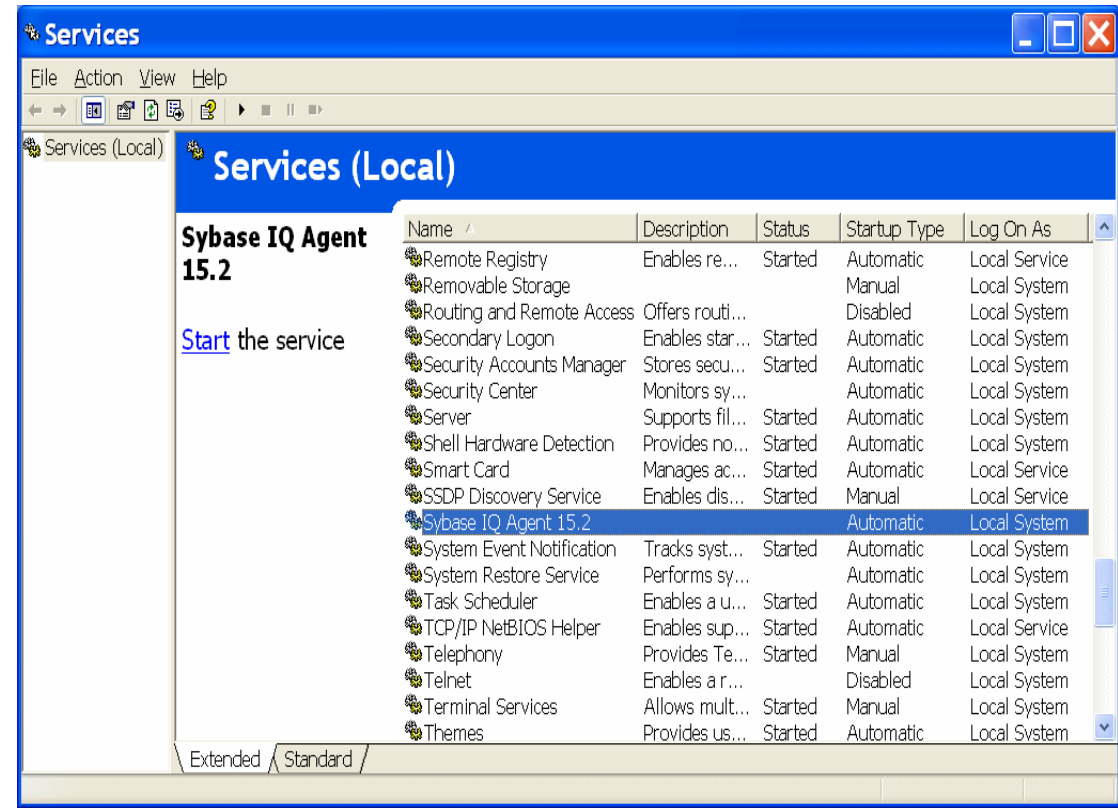 Services
File Action View Help
Services (Local)
Services (Local)
Sybase IQ Agent
15.2
Start the service
Name Description Status Startup Type Log On As
Remote Registry Enables re... Started Automatic Local Service
Removable Storage Manual Local System
Routing and Remote Access Offers routi... Disabled Local System
Secondary Logon Enables star... Started Automatic Local System
Security Accounts Manager Stores secu... Started Automatic Local System
Security Center Monitors sy... Automatic Local System
Server Supports fil... Started Automatic Local System
Shell Hardware Detection Provides no... Started Automatic Local System
Smart Card Manages ac... Started Automatic Local Service
SSDP Discovery Service Enables dis... Started Manual Local Service
Sybase IQ Agent 15.2 Automatic Local System
System Event Notification Tracks syst... Started Automatic Local System
System Restore Service Performs sy... Automatic Local System
Task Scheduler Enables a u... Started Automatic Local System
TCP/IP NetBIOS Helper Enables sup... Started Automatic Local Service
Telephony Provides Te... Started Manual Local System
Telnet Enables a r... Disabled Local System
Terminal Services Allows mult... Started Manual Local System
Themes Provides us... Started Automatic Local System
Extended Standard